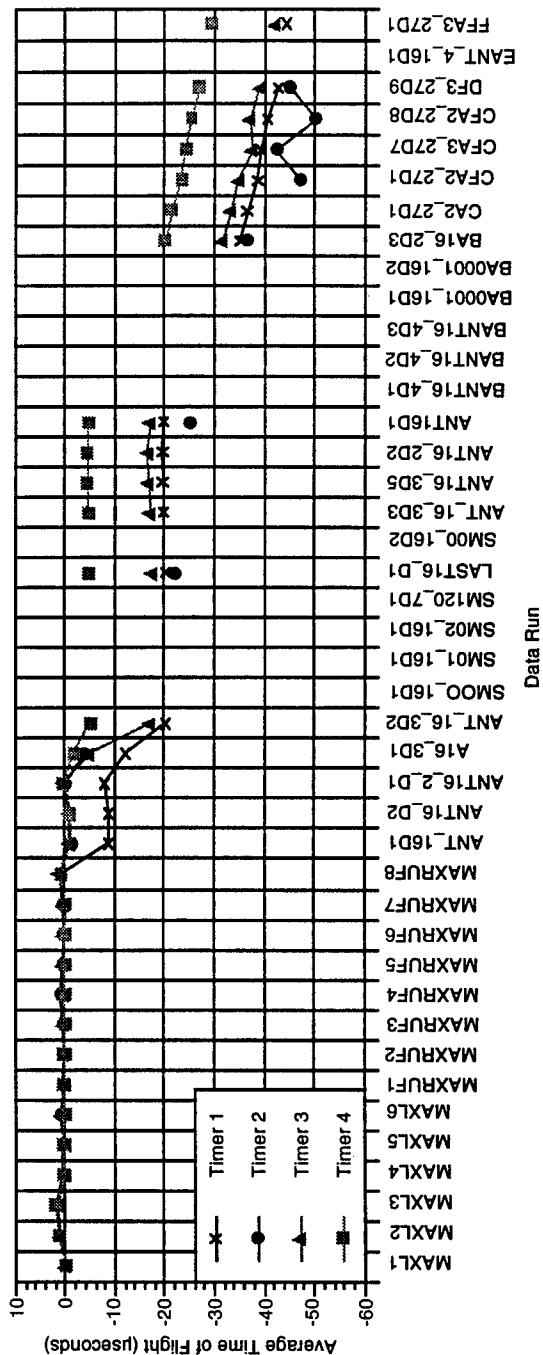 Average Time of Flight (µseconds)
10
0
-10
-20
-30
-40
-50
-60
Timer 1
Timer 2
Timer 3
Timer 4
MAXL1
MAXL2
MAXL3
MAXL4
MAXL5
MAXL6
MAXRUF1
MAXRUF2
MAXRUF3
MAXRUF4
MAXRUF5
MAXRUF6
MAXRUF7
MAXRUF8
ANT_16D1
ANT16_D2
ANT16_2_D1
A16_3D1
ANT_16_3D2
SMOO_16D1
SM01_16D1
SM02_16D1
SM120_7D1
LAST16_D1
SM00_16D2
ANT_16_3D3
ANT16_3D5
ANT16_2D2
ANT16D1
BANT16_4D1
BANT16_4D2
BANT16_4D3
BA0001_16D1
BA0001_16D2
BA16_2D3
CA2_27D1
CFA2_27D1
CFA3_27D7
CFA2_27D8
DF3_27D9
EANT_4_16D1
FFA3_27D1
Data Run